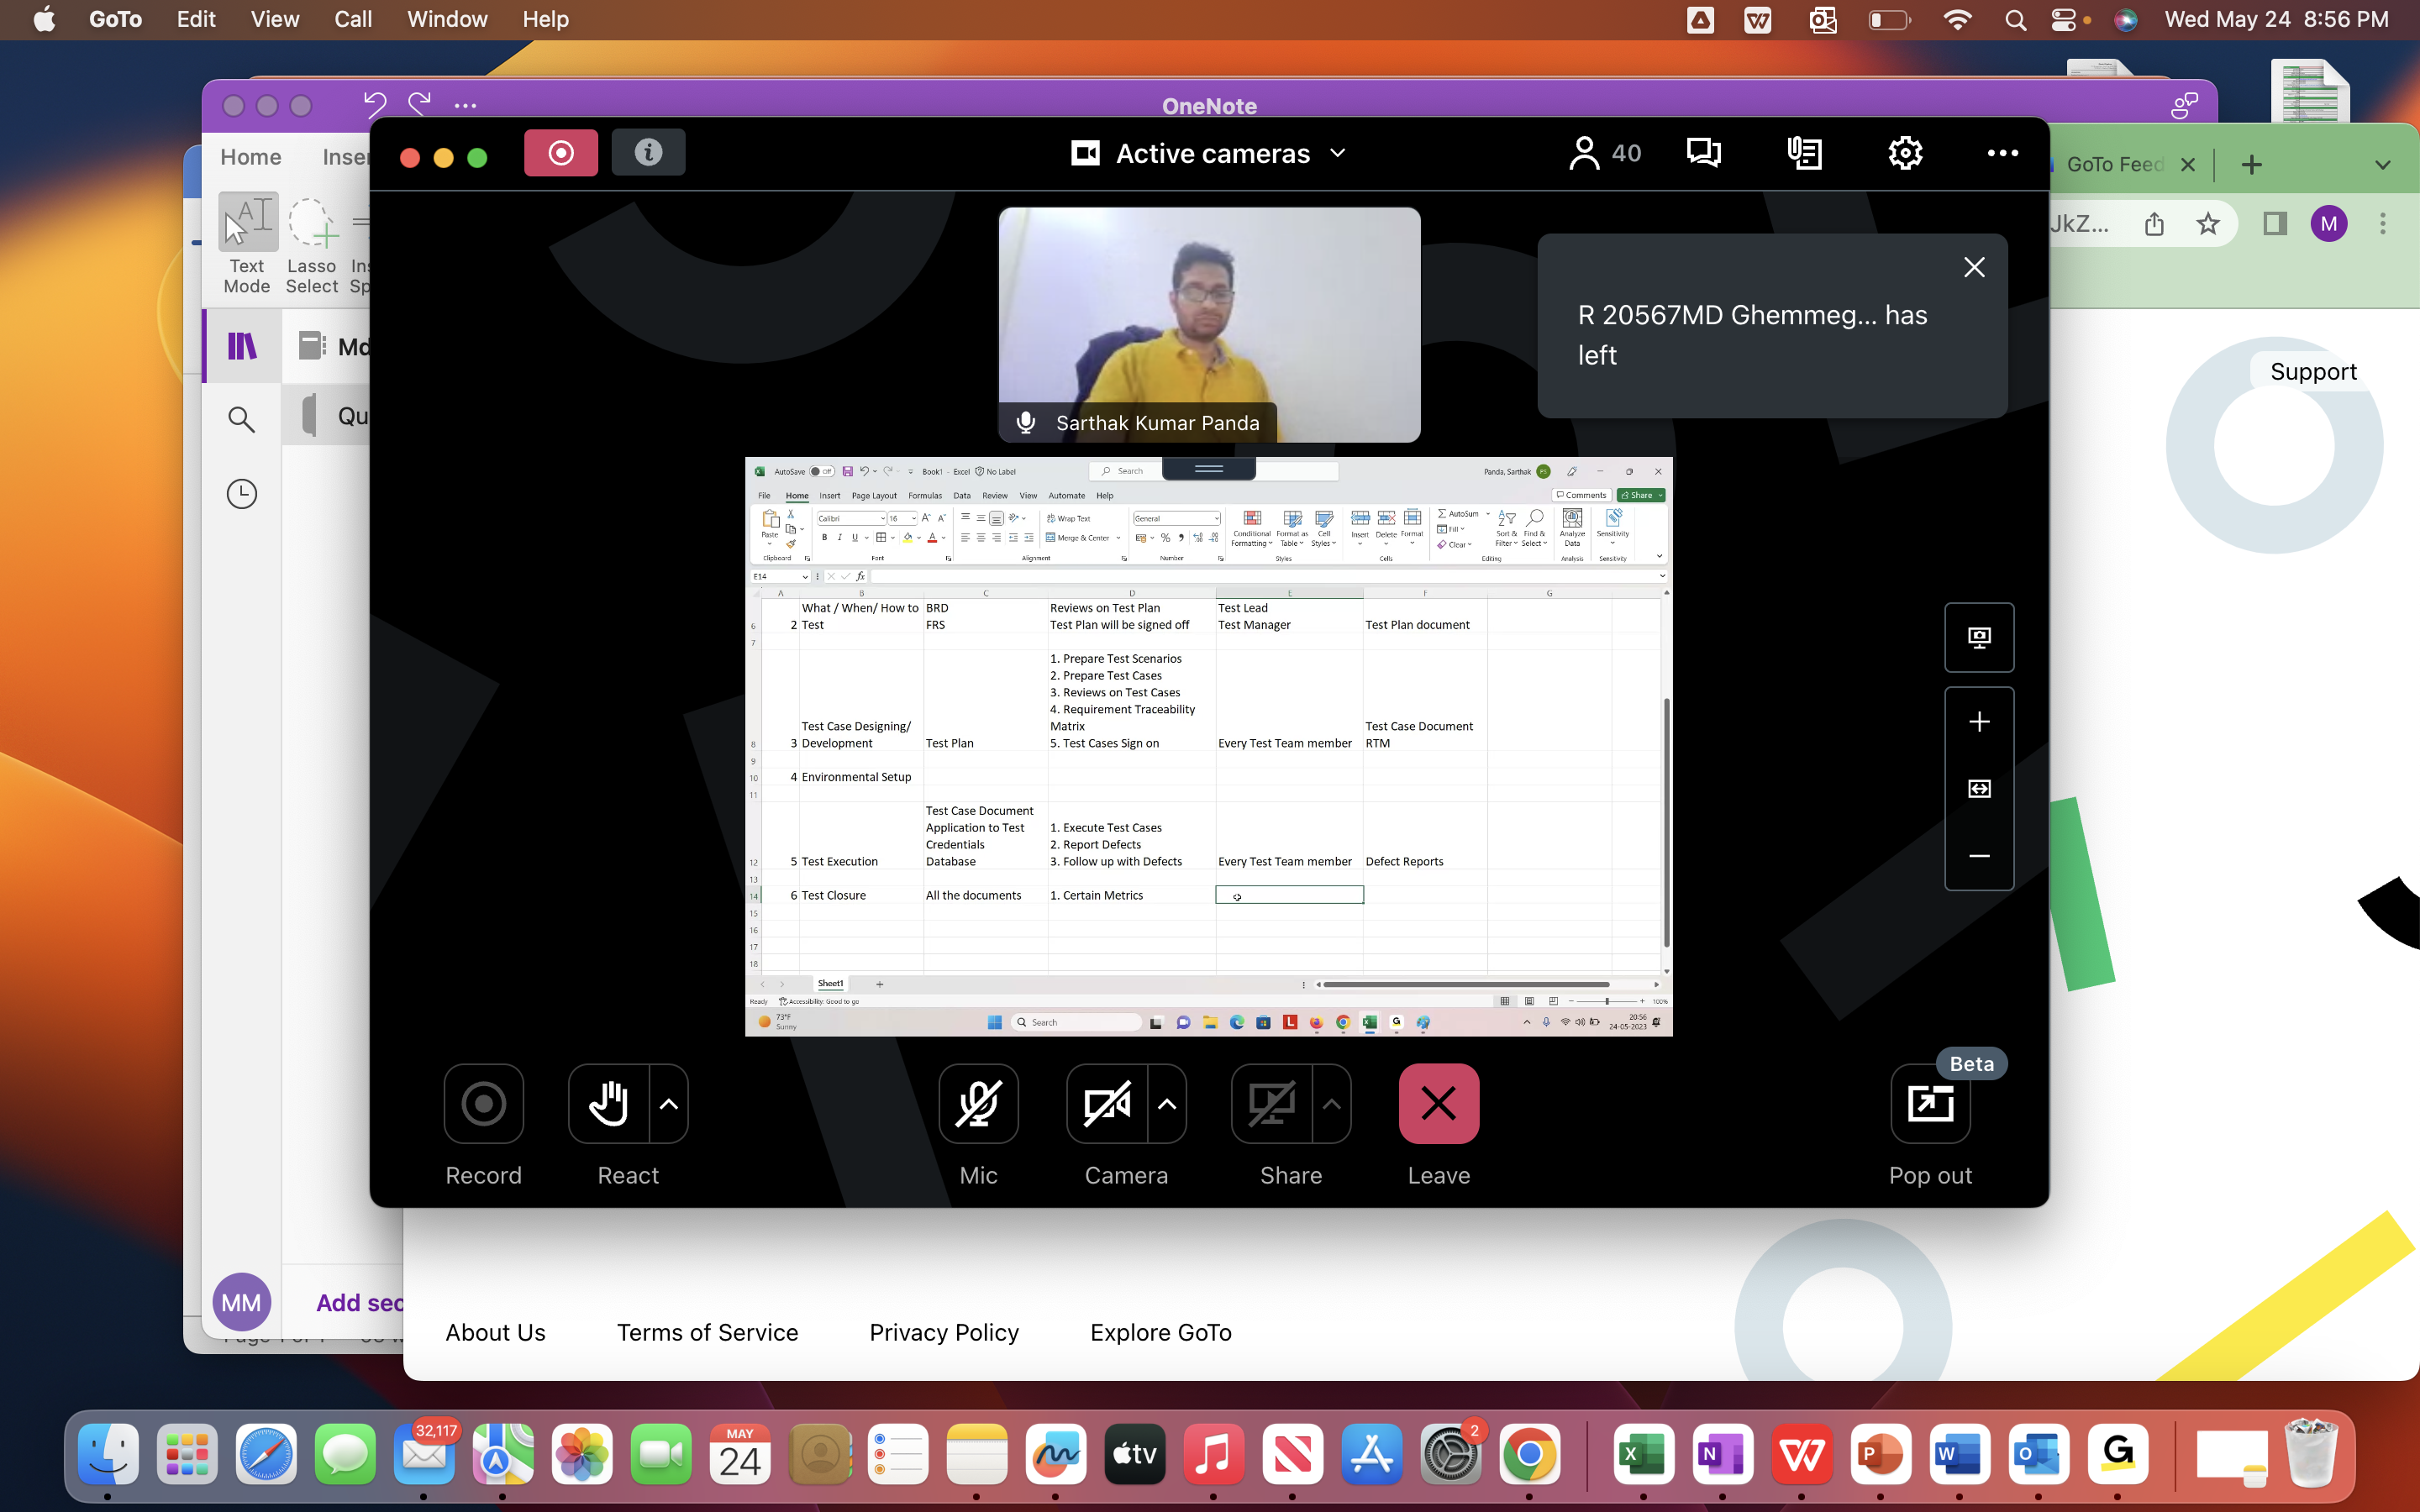 GoTo Edit View Call Window Help
Wed May 24 8:56 PM
OneNote
Home
Text Mode
Lasso Select
Active cameras
40
GoTo Feed
JkZ...
M
Support
R 20567MD Ghemmeg... has
left
Sarthak Kumar Panda
AutoSave Off Book1 - Excel No Label Search Panda, Sarthak PS
File Home Insert Page Layout Formulas Data Review View Automate Help Comments Share
Paste Calibri 16 Wrap Text General Conditional Formatting Format as Table Cell Styles Insert Delete Format AutoSum Fill Clear Sort & Filter Find & Select Analyze Data Sensitivity
B I U Merge & Center
Clipboard Font Alignment Number Styles Cells Editing Analysis Sensitivity
E14 fx
A B C D E F G
What / When/ How to BRD Reviews on Test Plan Test Lead
6 2 Test FRS Test Plan will be signed off Test Manager Test Plan document
7
1. Prepare Test Scenarios
2. Prepare Test Cases
3. Reviews on Test Cases
4. Requirement Traceability
Test Case Designing/ Matrix Test Case Document
8 3 Development Test Plan 5. Test Cases Sign on Every Test Team member RTM
9
10 4 Environmental Setup
11
Test Case Document
Application to Test 1. Execute Test Cases
Credentials 2. Report Defects
12 5 Test Execution Database 3. Follow up with Defects Every Test Team member Defect Reports
13
14 6 Test Closure All the documents 1. Certain Metrics
15
16
17
18
Sheet1
Ready Accessibility: Good to go 100%
73°F
Sunny
Search
20:56
24-05-2023
Beta
Record React Mic Camera Share Leave Pop out
MM
Add sec
About Us Terms of Service Privacy Policy Explore GoTo
32,117
MAY
24
tv
2
X N W P W O G